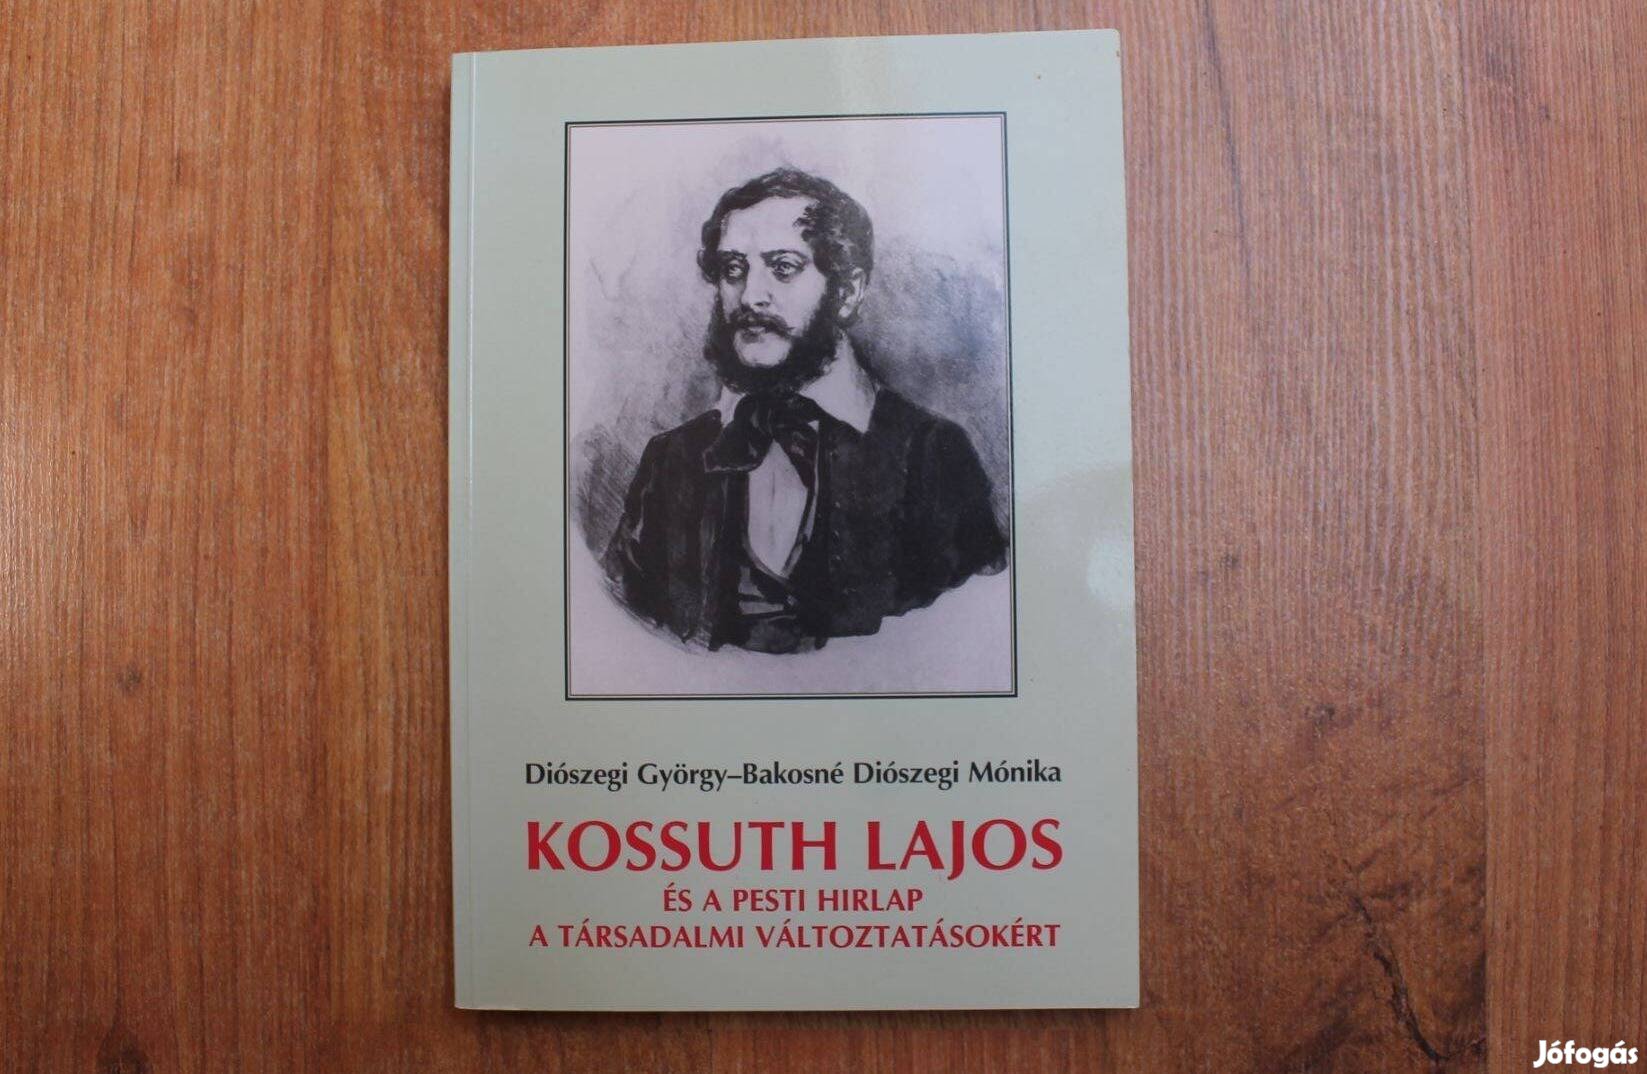 Diószegi György–Bakosné Diószegi Mónika
KOSSUTH LAJOS
ÉS A PESTI HIRLAP
A TÁRSADALMI VÁLTOZTATÁSOKÉRT
Jófogás